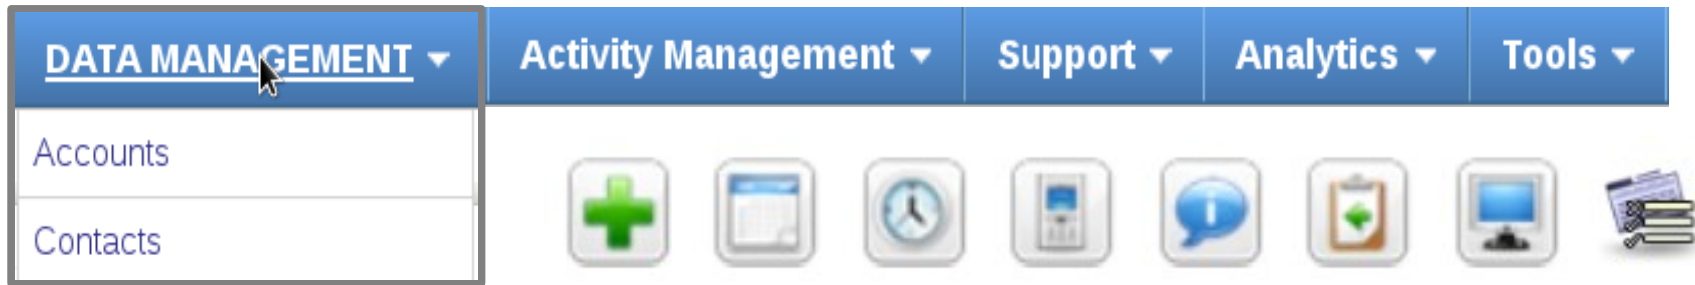 DATA MANAGEMENT Activity Management Support Analytics Tools
Accounts
Contacts